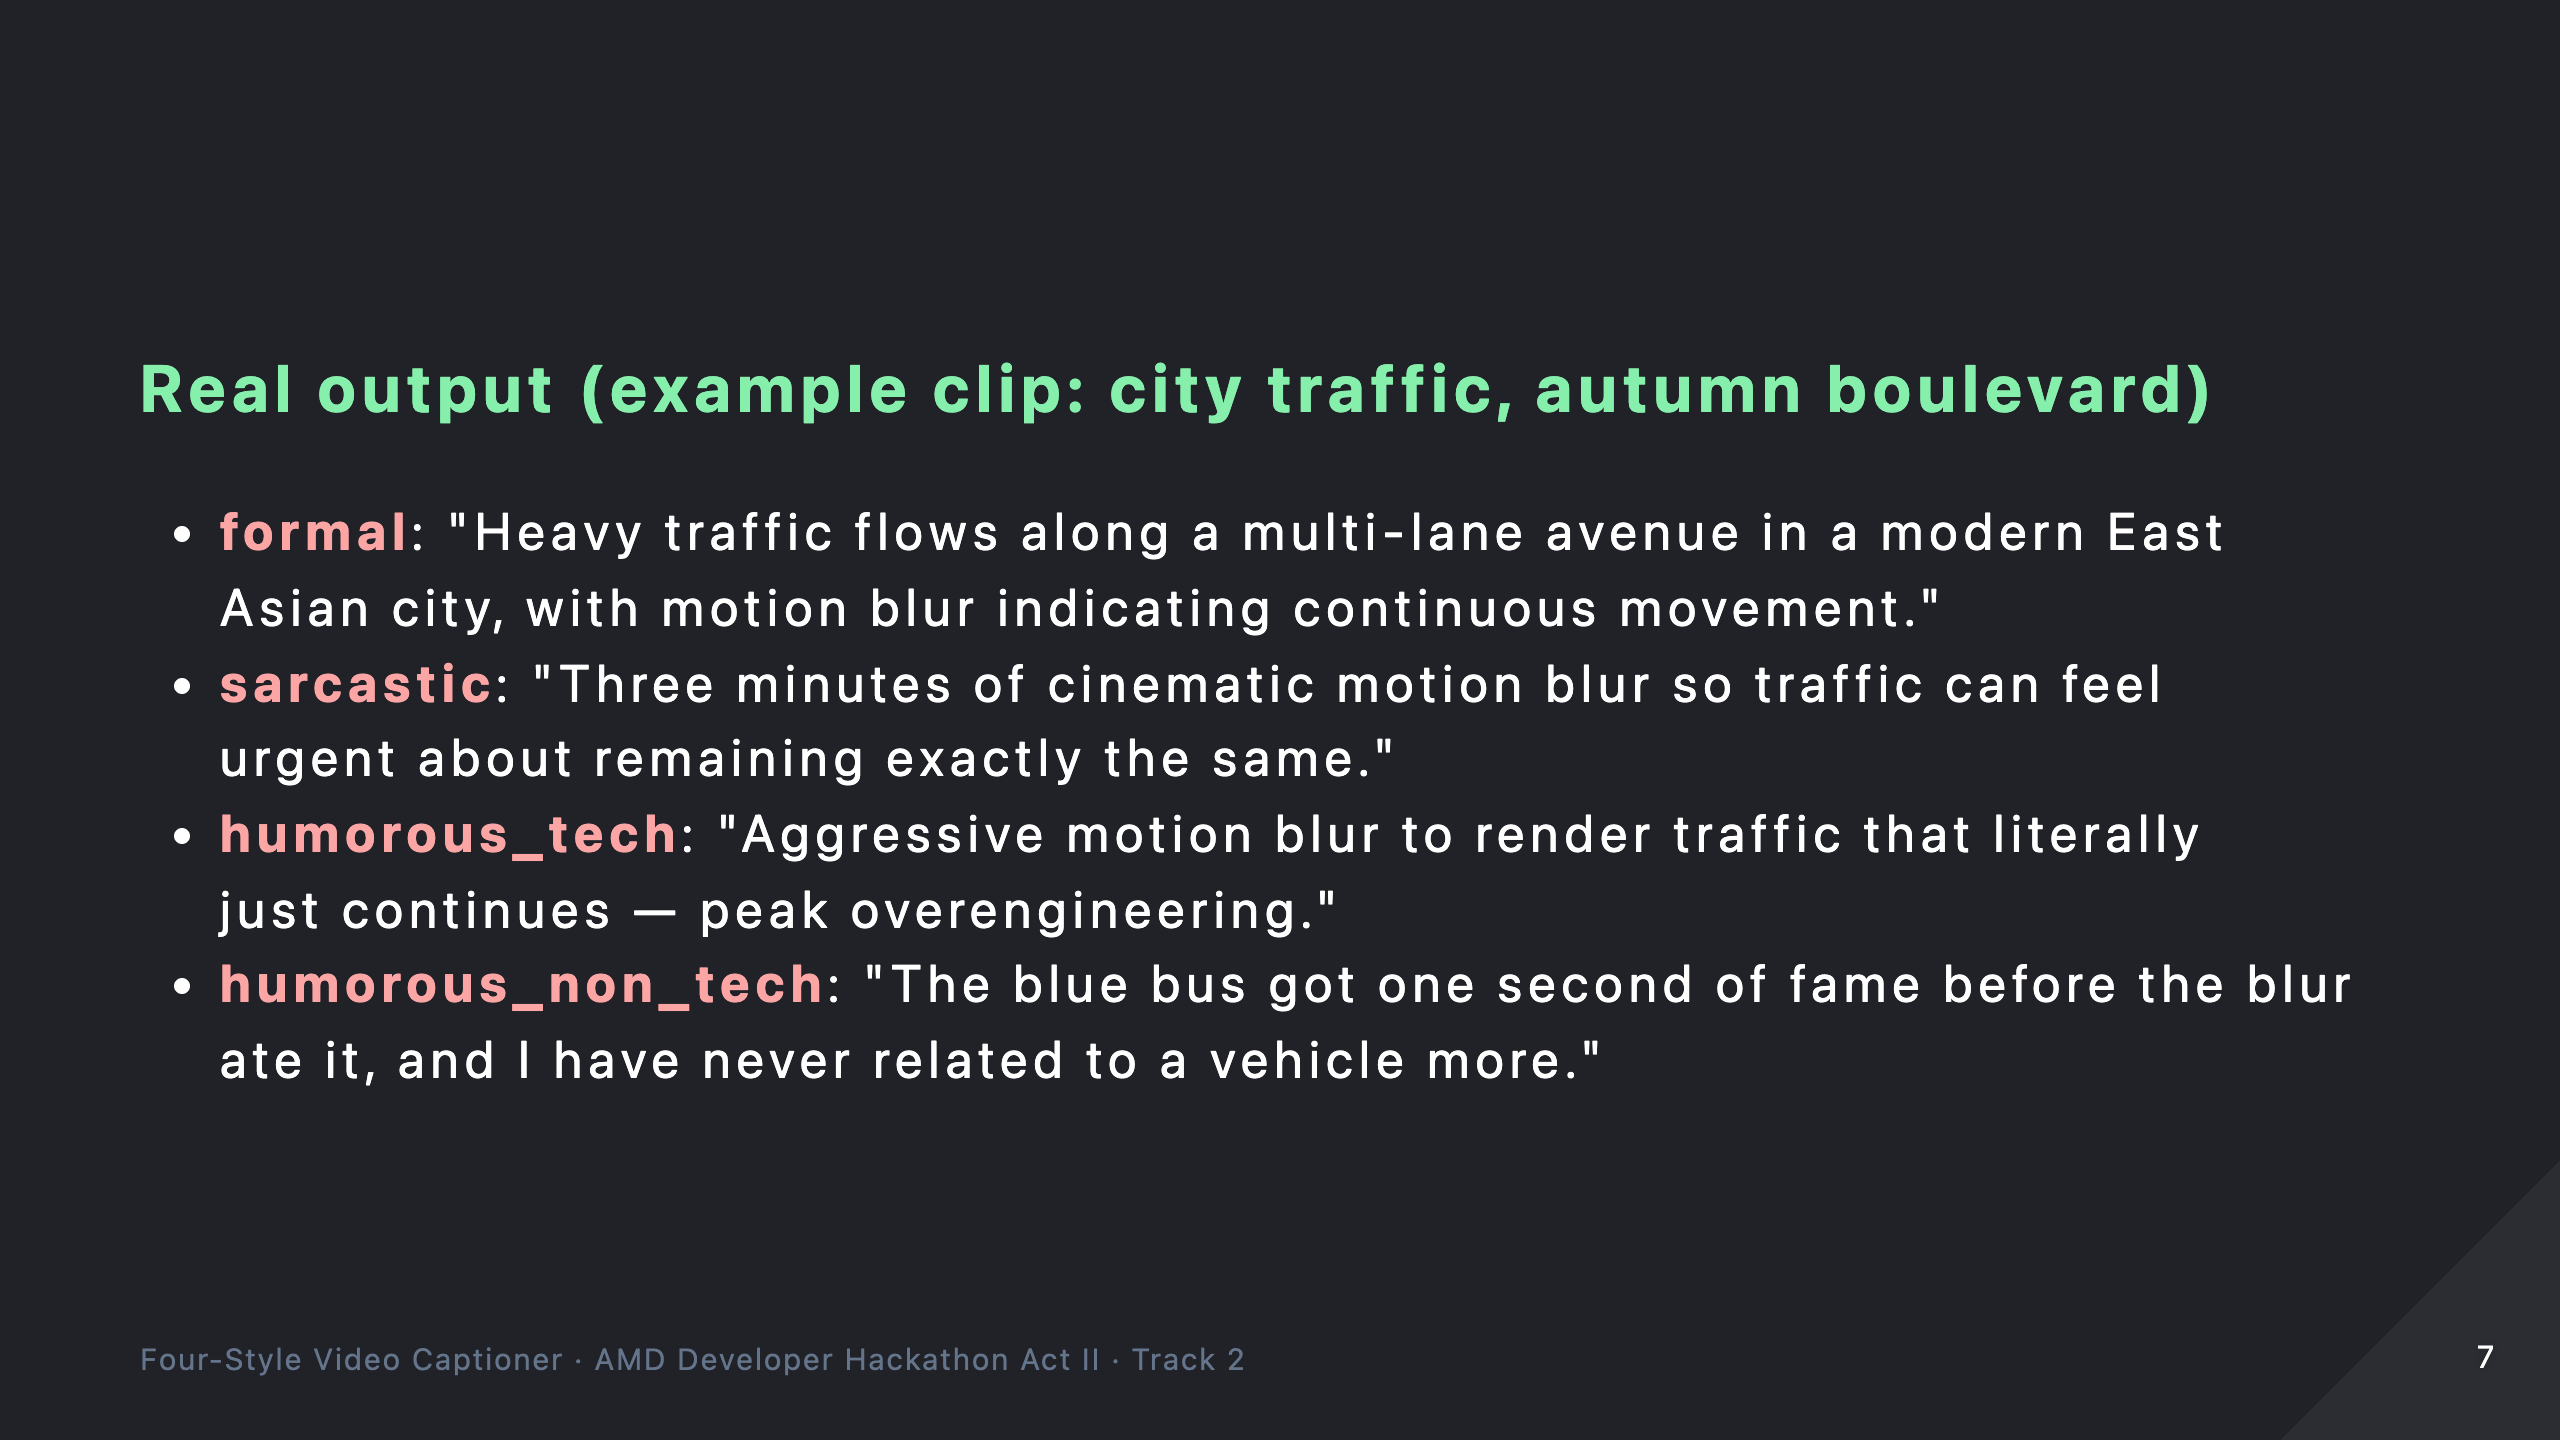 Real output (example clip: city traffic, autumn boulevard)
• formal: "Heavy traffic flows along a multi-lane avenue in a modern East
Asian city, with motion blur indicating continuous movement."
• sarcastic: "Three minutes of cinematic motion blur so traffic can feel
urgent about remaining exactly the same."
• humorous_tech: "Aggressive motion blur to render traffic that literally
just continues — peak overengineering."
• humorous_non_tech: "The blue bus got one second of fame before the blur
ate it, and I have never related to a vehicle more."
Four-Style Video Captioner · AMD Developer Hackathon Act II · Track 2
7